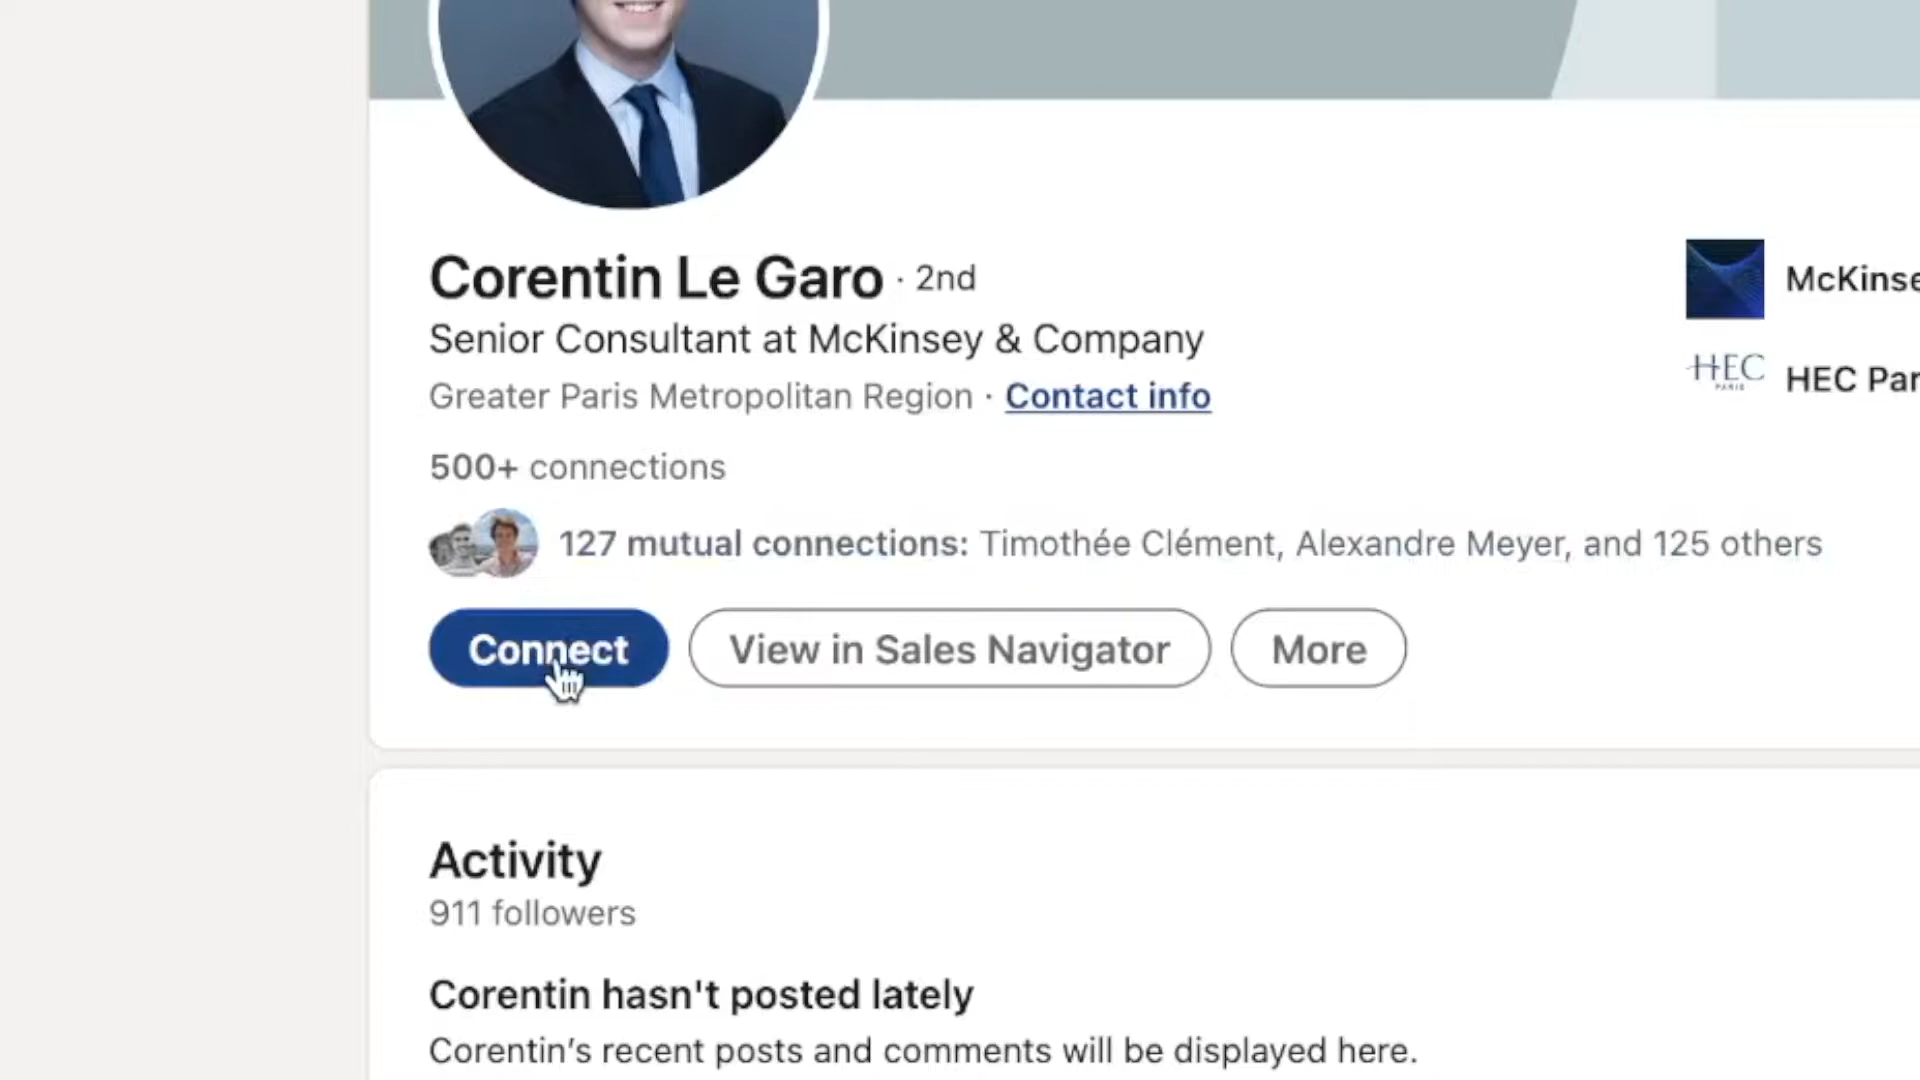 Corentin Le Garo · 2nd
Senior Consultant at McKinsey & Company
Greater Paris Metropolitan Region · Contact info
500+ connections
127 mutual connections: Timothée Clément, Alexandre Meyer, and 125 others
Connect
View in Sales Navigator
More
McKinse
HEC PARIS
HEC Par
Activity
911 followers
Corentin hasn't posted lately
Corentin’s recent posts and comments will be displayed here.